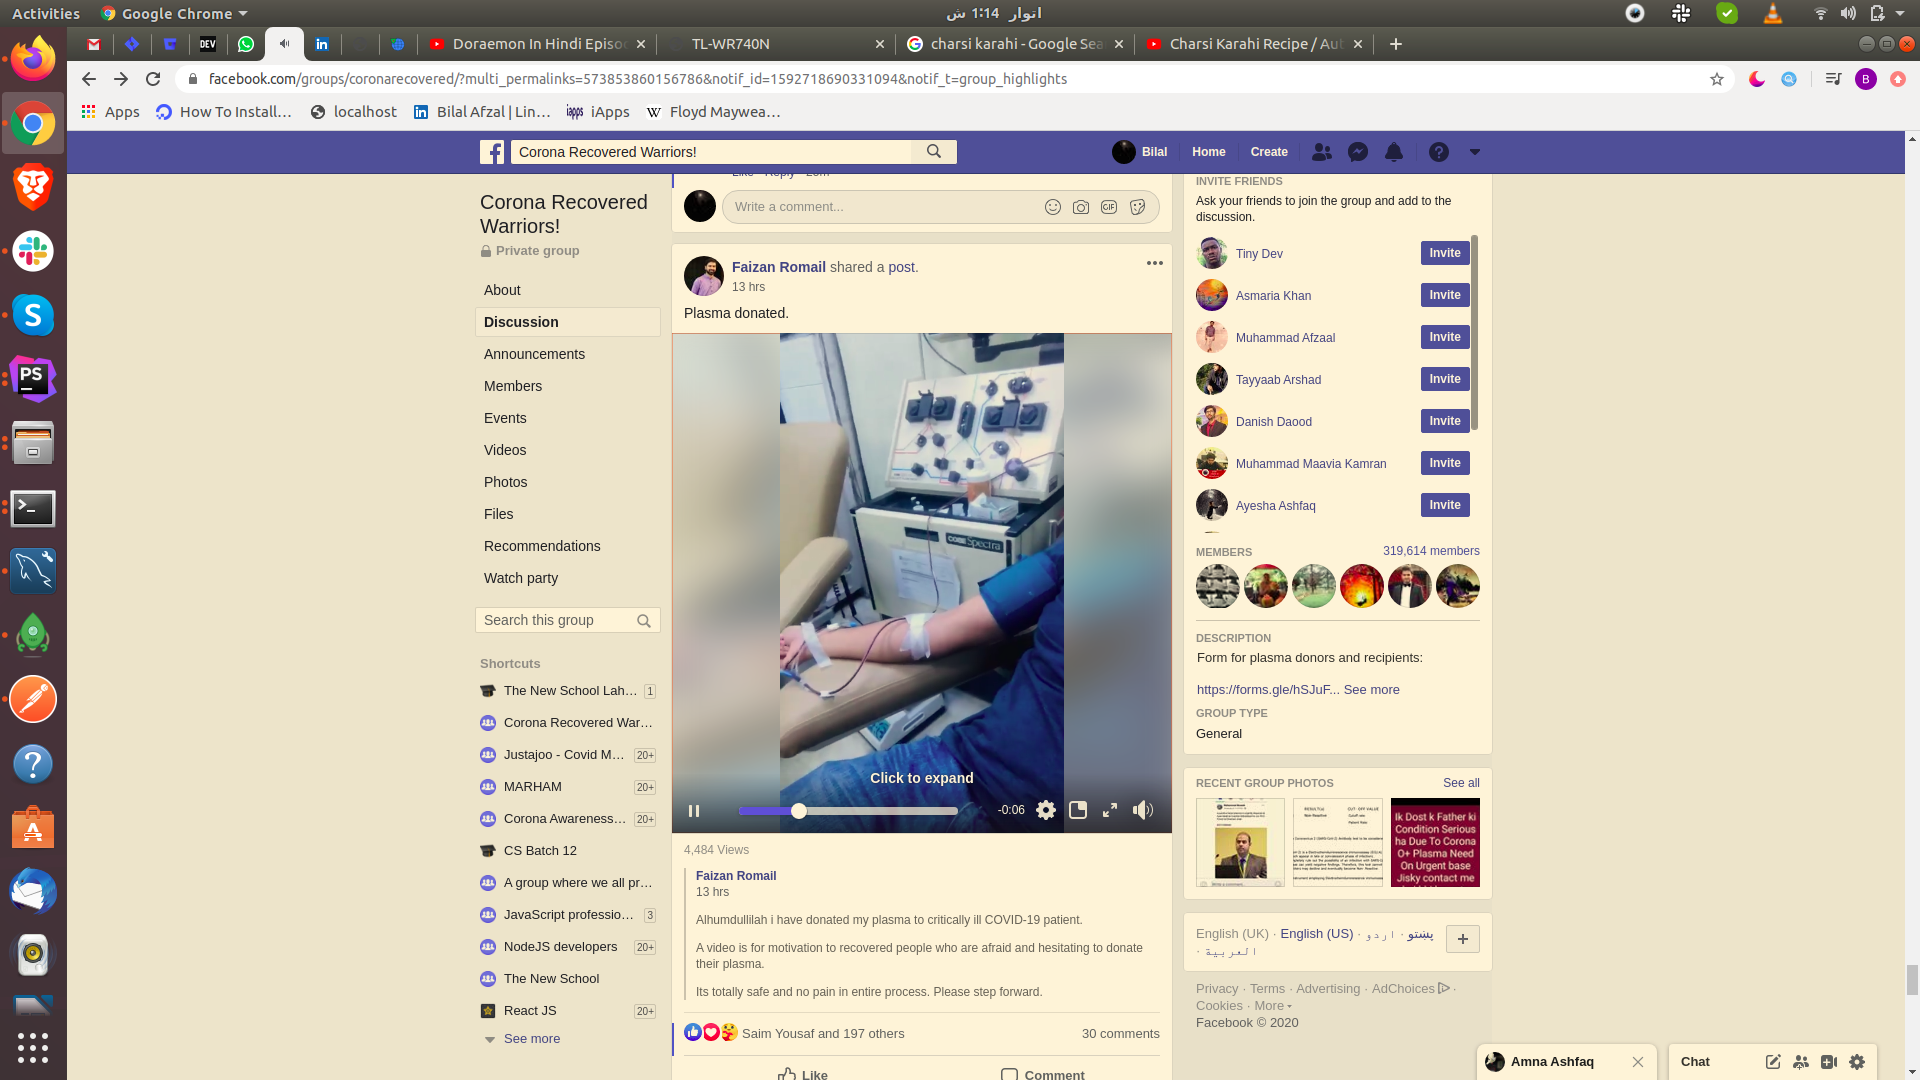 Activities
Google Chrome
اتوار 1:14 ش
DEV
Doraemon In Hindi Episo
TL-WR740N
charsi karahi - Google Sea
Charsi Karahi Recipe / Aut
facebook.com/groups/coronarecovered/?multi_permalinks=573853860156786&notif_id=1592718690331094&notif_t=group_highlights
B
Apps
How To Install…
localhost
Bilal Afzal | Lin…
iApps
Floyd Maywea…
Corona Recovered Warriors!
Bilal
Home
Create
Corona Recovered
Warriors!
Private group
About
Discussion
Announcements
Members
Events
Videos
Photos
Files
Recommendations
Watch party
Search this group
Shortcuts
The New School Lah… 1
Corona Recovered War…
Justajoo - Covid M… 20+
MARHAM 20+
Corona Awareness… 20+
CS Batch 12
A group where we all pr…
JavaScript professio… 3
NodeJS developers 20+
The New School
React JS 20+
See more
Like · Reply · 20m
Write a comment...
GIF
Faizan Romail shared a post.
13 hrs
Plasma donated.
COBE Spectra
Click to expand
-0:06
4,484 Views
Faizan Romail
13 hrs
Alhumdullilah i have donated my plasma to critically ill COVID-19 patient.
A video is for motivation to recovered people who are afraid and hesitating to donate
their plasma.
Its totally safe and no pain in entire process. Please step forward.
Saim Yousaf and 197 others
30 comments
Like
Comment
INVITE FRIENDS
Ask your friends to join the group and add to the
discussion.
Tiny Dev Invite
Asmaria Khan Invite
Muhammad Afzaal Invite
Tayyaab Arshad Invite
Danish Daood Invite
Muhammad Maavia Kamran Invite
Ayesha Ashfaq Invite
MEMBERS
319,614 members
DESCRIPTION
Form for plasma donors and recipients:
https://forms.gle/hSJuF... See more
GROUP TYPE
General
RECENT GROUP PHOTOS
See all
Ik Dost k Father ki
Condition Serious
ha Due To Corona
O+ Plasma Need
On Urgent base
Jisky contact me
English (UK) · English (US) · اردو · پښتو
· العربية
Privacy · Terms · Advertising · AdChoices ·
Cookies · More
Facebook © 2020
Amna Ashfaq
Chat
PS